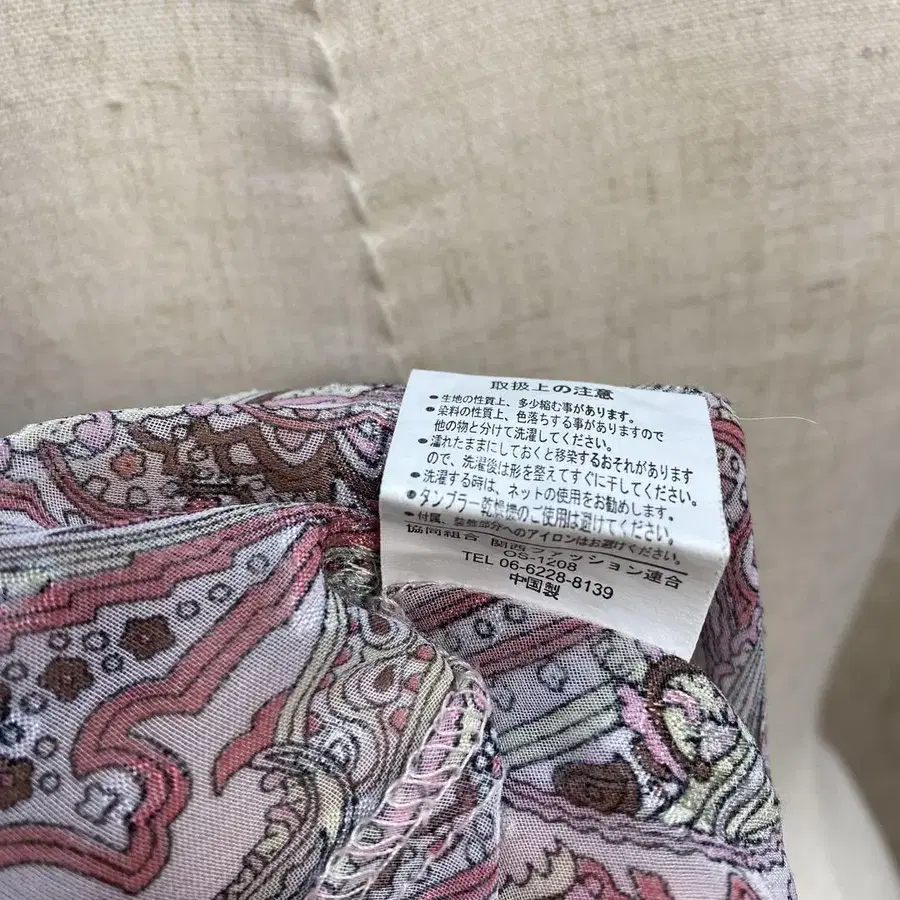 取扱上の注意
●生地の性質上、多少縮む事があります。
●染料の性質上、色落ちする事がありますので
他の物と分けて洗濯してください。
●濡れたままにしておくと移染するおそれがあります
ので、洗濯後は形を整えてすぐに干してください。
●洗濯する時は、ネットの使用をお勧めします。
●タンブラー乾燥機のご使用は避けてください。
●付属、装飾部分へのアイロンはお避けください。
協同組合 関西ファッション連合
OS-1208
TEL 06-6228-8139
中国製